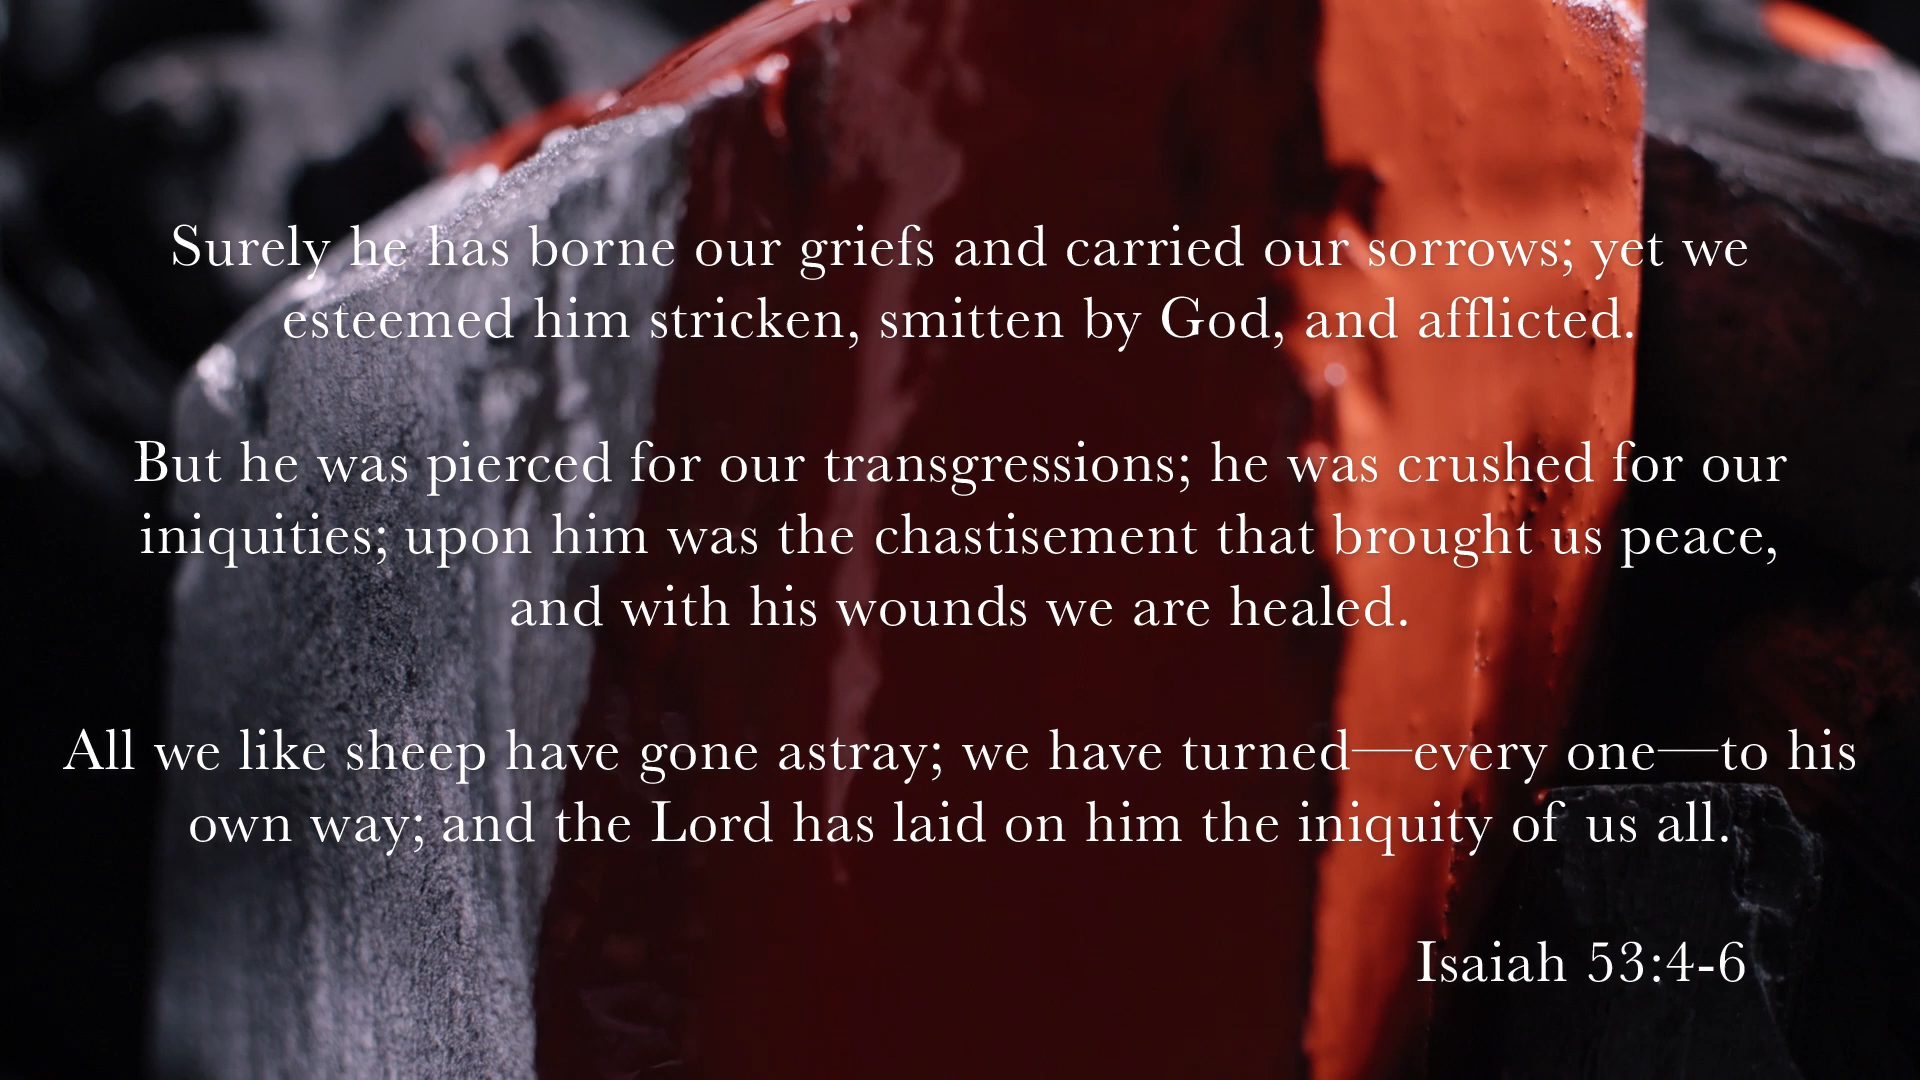 Surely he has borne our griefs and carried our sorrows; yet we
esteemed him stricken, smitten by God, and afflicted.
But he was pierced for our transgressions; he was crushed for our
iniquities; upon him was the chastisement that brought us peace,
and with his wounds we are healed.
All we like sheep have gone astray; we have turned—every one—to his
own way; and the Lord has laid on him the iniquity of us all.
Isaiah 53:4-6